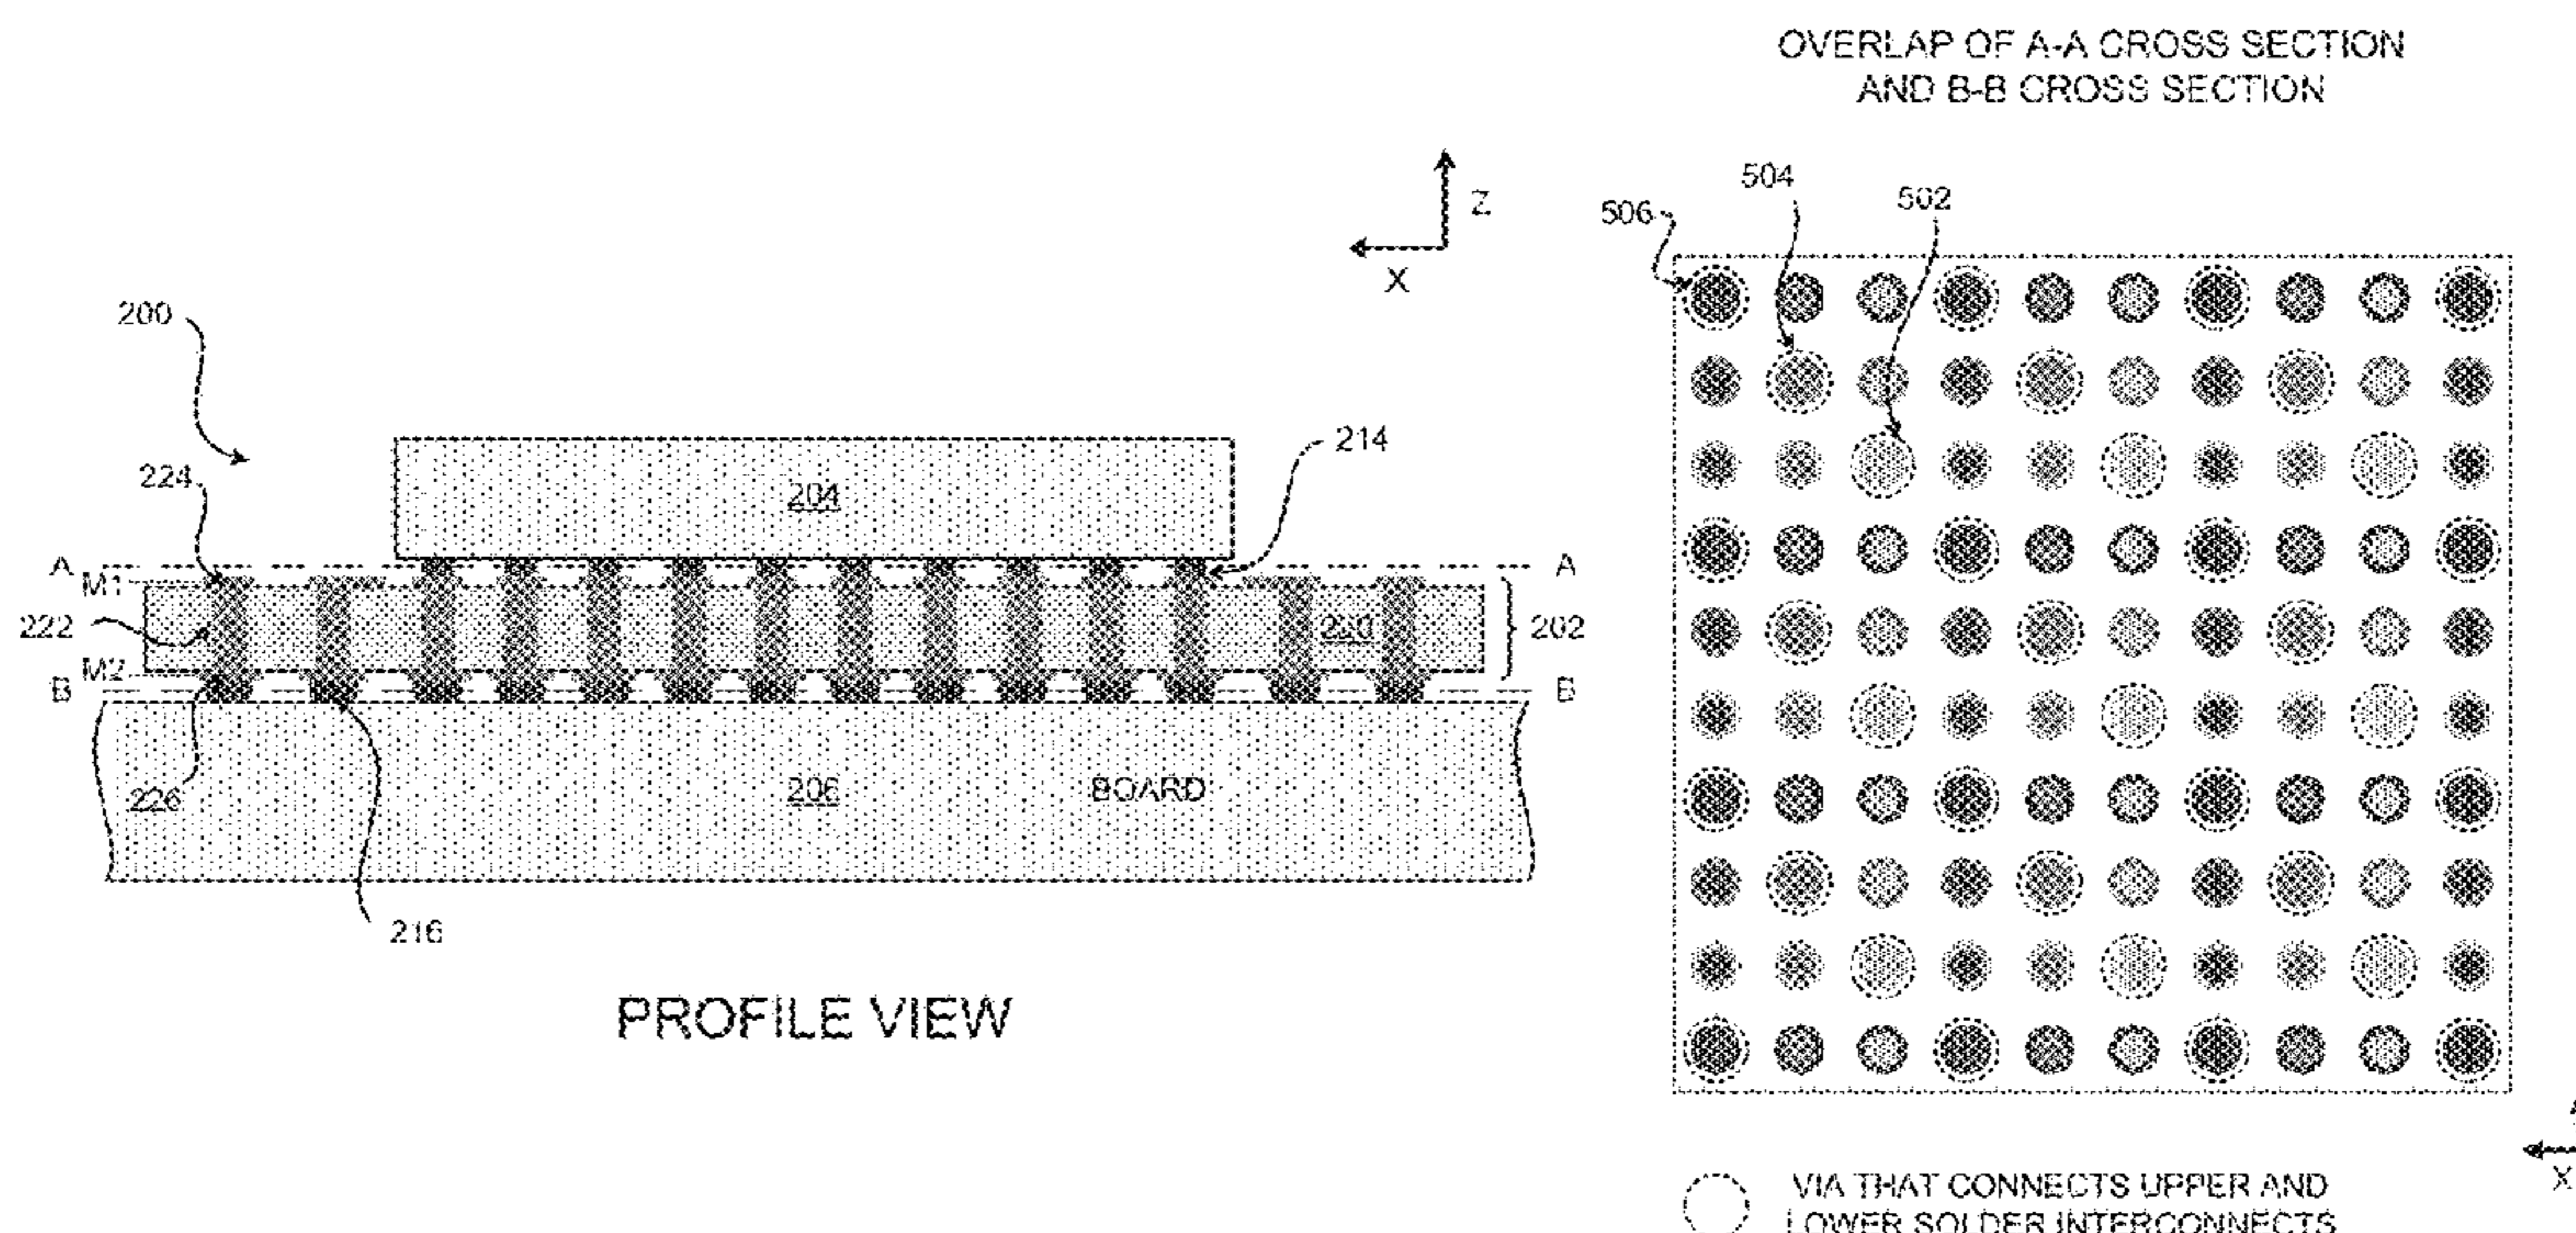 OVERLAP OF A-A CROSS SECTION
AND B-B CROSS SECTION
Z
X
504
502
506
200
214
224
204
A
A
M1
222
220
202
M2
B
B
226
206
BOARD
216
PROFILE VIEW
X
VIA THAT CONNECTS UPPER AND
LOWER SOLDER INTERCONNECTS